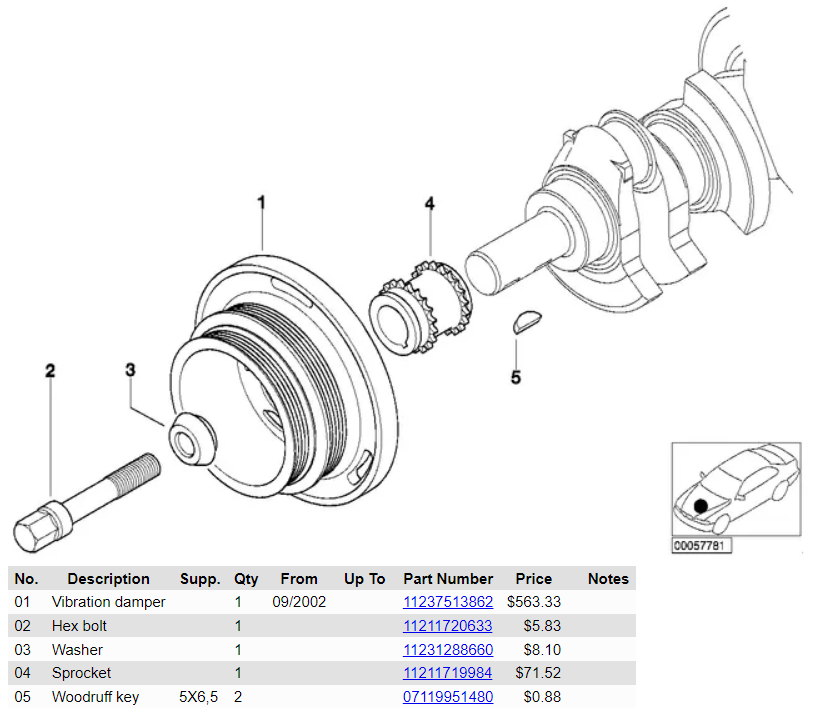 1
4
2
3
5
00057781
No. Description Supp. Qty From Up To Part Number Price Notes
01 Vibration damper 1 09/2002 11237513862 $563.33
02 Hex bolt 1 11211720633 $5.83
03 Washer 1 11231288660 $8.10
04 Sprocket 1 11211719984 $71.52
05 Woodruff key 5X6,5 2 07119951480 $0.88